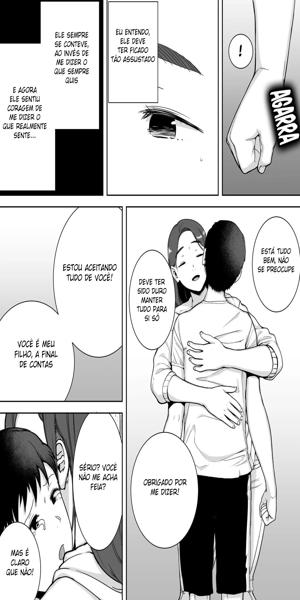 !
AGARRA
EU ENTENDO,
ELE DEVE
TER FICADO
TÃO ASSUSTADO
ELE SEMPRE
SE CONTEVE,
AO INVÉS DE
ME DIZER O
QUE SEMPRE
QUIS
E AGORA
ELE SENTIU
CORAGEM DE
ME DIZER
O QUE REALMENTE
SENTE...
ESTÁ TUDO
BEM, NÃO
SE PREOCUPE
DEVE TER
SIDO DURO
MANTER
TUDO PARA
SI SÓ
OBRIGADO POR
ME DIZER!
ESTOU ACEITANDO
TUDO DE VOCÊ!
VOCÊ É MEU
FILHO, A FINAL
DE CONTAS
SÉRIO? VOCÊ
NÃO ME ACHA
FEIA?
MAS É
CLARO
QUE NÃO!